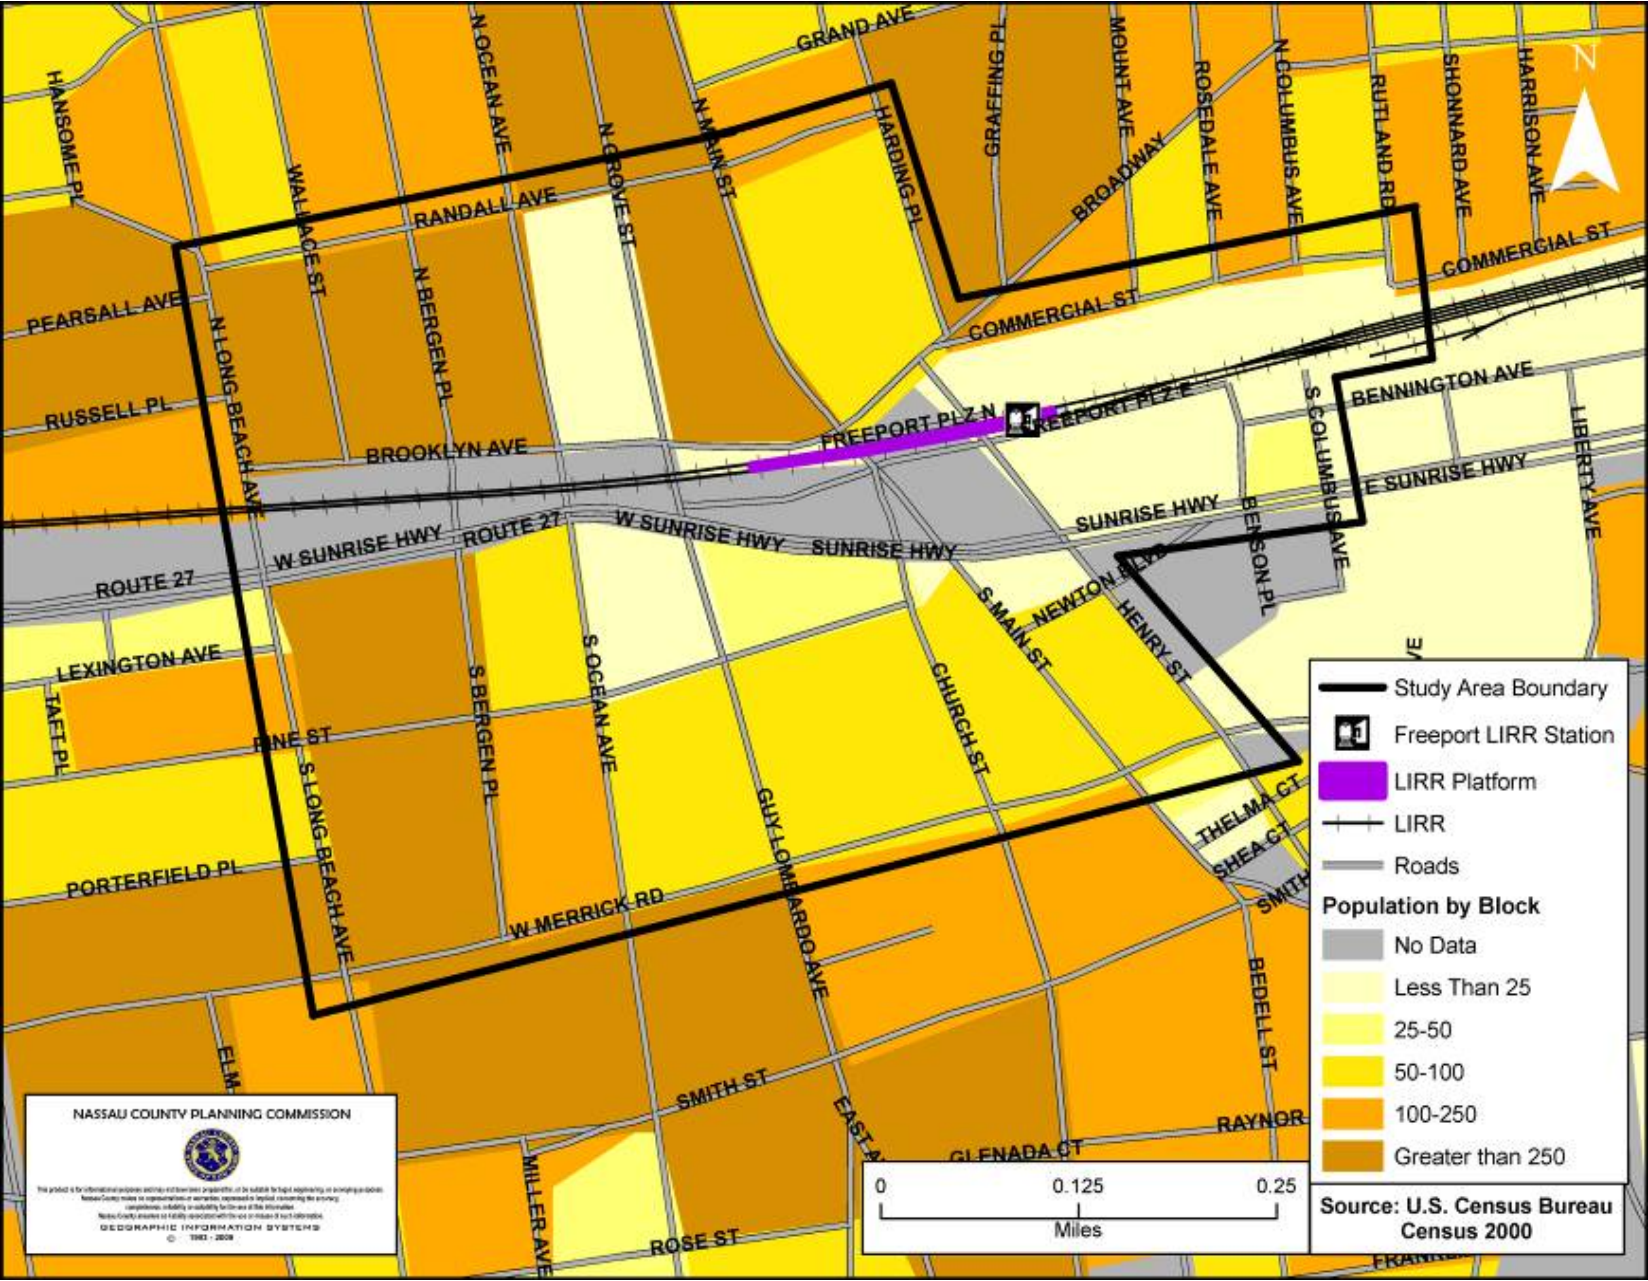 GRAND AVE
N OCEAN AVE
GRAFFING PL
MOUNT AVE
ROSEDALE AVE
N COLUMBUS AVE
RUTLAND RD
SHONNARD AVE
HARRISON AVE
N
HANSOME PL
WALLACE ST
N GROVE ST
N MAIN ST
HARDING PL
BROADWAY
RANDALL AVE
COMMERCIAL ST
PEARSALL AVE
N LONG BEACH AVE
N BERGEN PL
COMMERCIAL ST
RUSSELL PL
BROOKLYN AVE
FREEPORT PLZ N
FREEPORT PLZ E
S COLUMBUS AVE
BENNINGTON AVE
LIBERTY AVE
ROUTE 27
W SUNRISE HWY
ROUTE 27
W SUNRISE HWY
SUNRISE HWY
SUNRISE HWY
E SUNRISE HWY
BENSON PL
NEWTON BLVD
HENRY ST
S MAIN ST
CHURCH ST
LEXINGTON AVE
TAFT PL
PINE ST
S BERGEN PL
S OCEAN AVE
S LONG BEACH AVE
GUY LOMBARDO AVE
PORTERFIELD PL
W MERRICK RD
THELMA CT
SHEA CT
SMITH
BEDELL ST
VE
ELM
SMITH ST
EAST A
MILLER AVE
GLENADA CT
RAYNOR
ROSE ST
Study Area Boundary
Freeport LIRR Station
LIRR Platform
LIRR
Roads
Population by Block
No Data
Less Than 25
25-50
50-100
100-250
Greater than 250
Source: U.S. Census Bureau
Census 2000
0 0.125 0.25
Miles
NASSAU COUNTY PLANNING COMMISSION
GEOGRAPHIC INFORMATION SYSTEMS